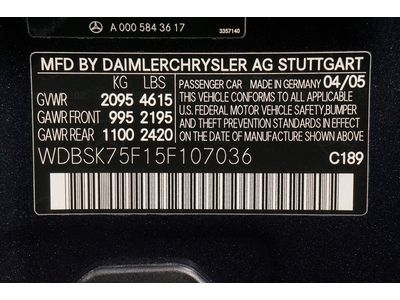 A 000 584 36 17
3357140
MFD BY DAIMLERCHRYSLER AG STUTTGART
KG LBS
GVWR 2095 4615
GAWR FRONT 995 2195
GAWR REAR 1100 2420
PASSENGER CAR MADE IN GERMANY 04/05
THIS VEHICLE CONFORMS TO ALL APPLICABLE
U.S. FEDERAL MOTOR VEHICLE SAFETY, BUMPER
AND THEFT PREVENTION STANDARDS IN EFFECT
ON THE DATE OF MANUFACTURE SHOWN ABOVE.
WDBSK75F15F107036
C189